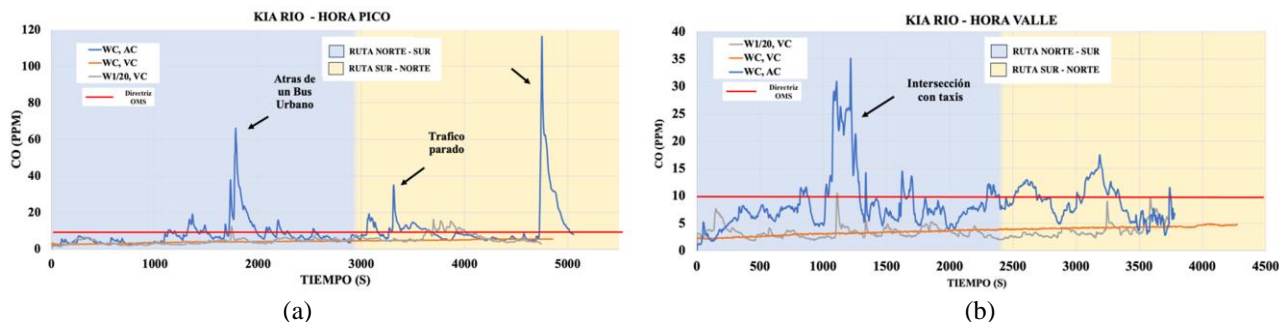 KIA RIO - HORA PICO
120
100
80
60
40
20
0
CO (PPM)
WC, AC
WC, VC
W1/20, VC
Directriz
OMS
RUTA NORTE - SUR
RUTA SUR - NORTE
Atras de
un Bus
Urbano
Trafico
parado
0 1000 2000 3000 4000 5000
TIEMPO (S)
(a)
KIA RIO - HORA VALLE
40
35
30
25
20
15
10
5
0
CO (PPM)
W1/20, VC
WC, VC
WC, AC
Directriz
OMS
RUTA NORTE - SUR
RUTA SUR - NORTE
Intersección
con taxis
0 500 1000 1500 2000 2500 3000 3500 4000 4500
TIEMPO (S)
(b)